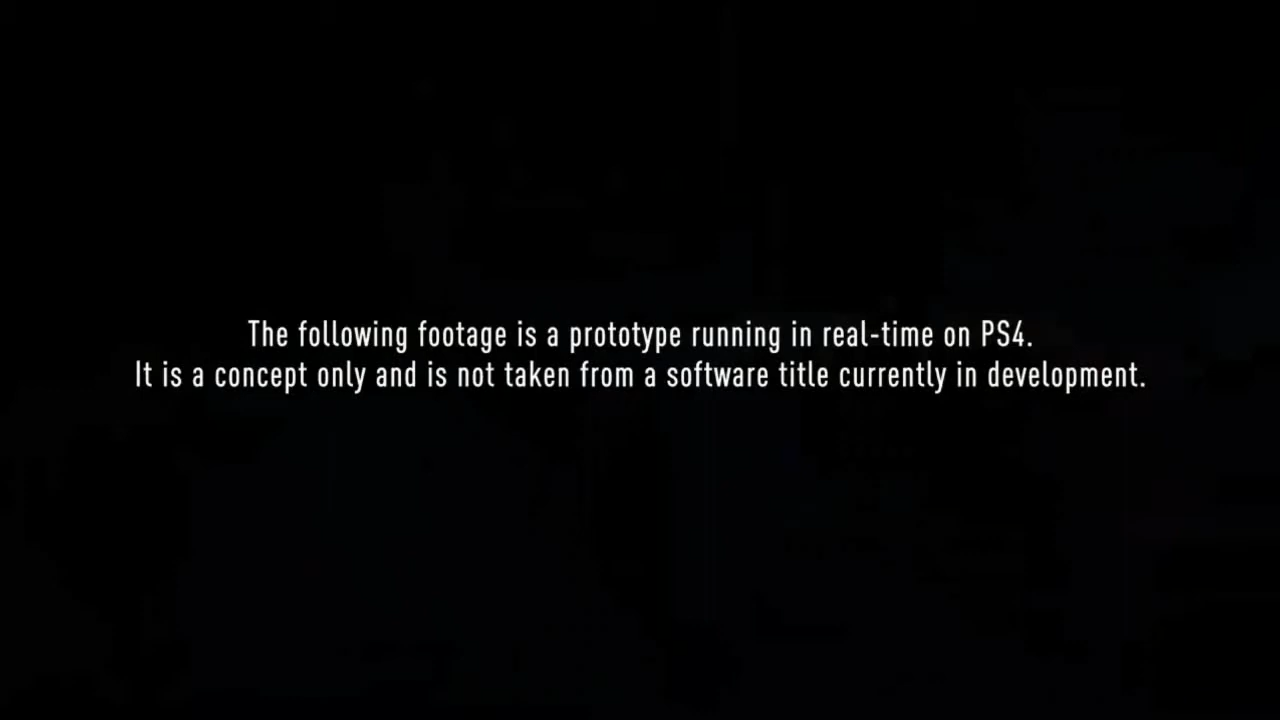 The following footage is a prototype running in real-time on PS4.
It is a concept only and is not taken from a software title currently in development.